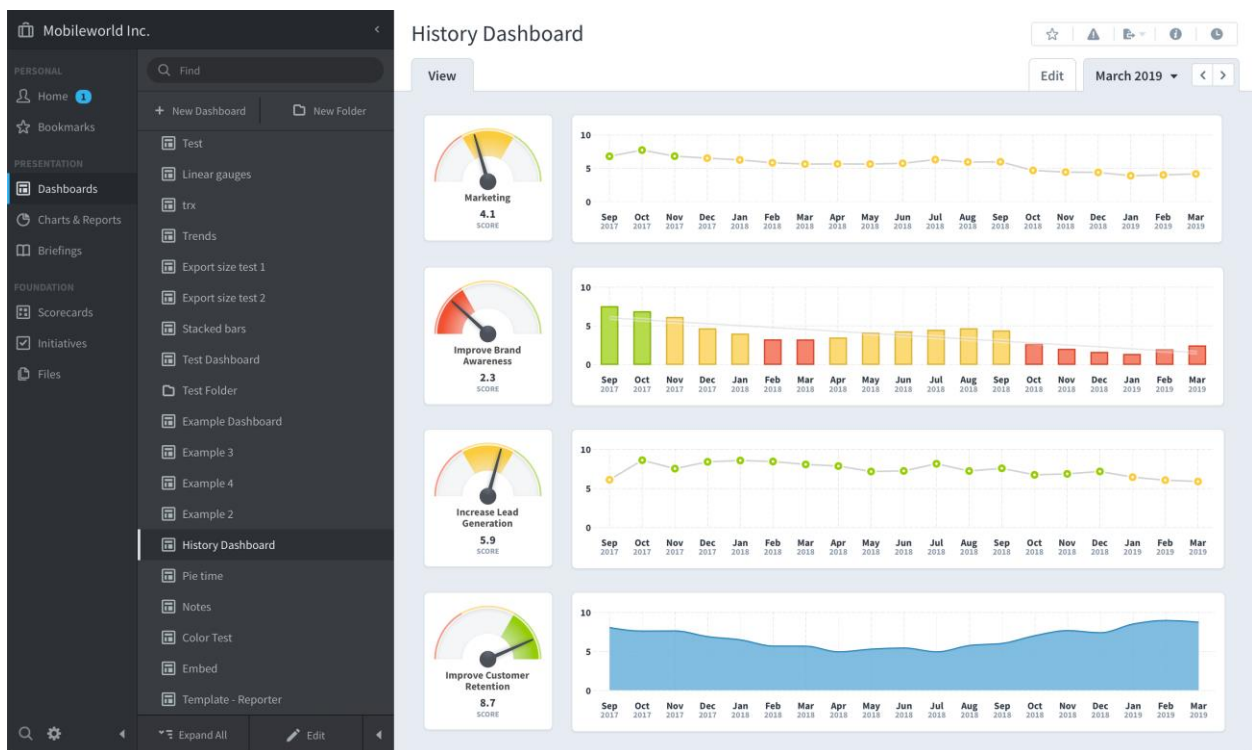 Mobileworld Inc.
PERSONAL
Home 1
Bookmarks
PRESENTATION
Dashboards
Charts & Reports
Briefings
FOUNDATION
Scorecards
Initiatives
Files
Find
+ New Dashboard
New Folder
Test
Linear gauges
trx
Trends
Export size test 1
Export size test 2
Stacked bars
Test Dashboard
Test Folder
Example Dashboard
Example 3
Example 4
Example 2
History Dashboard
Pie time
Notes
Color Test
Embed
Template - Reporter
Expand All
Edit
History Dashboard
View
Edit
March 2019
Marketing
4.1
SCORE
10
5
0
Sep Oct Nov Dec Jan Feb Mar Apr May Jun Jul Aug Sep Oct Nov Dec Jan Feb Mar
2017 2017 2017 2017 2018 2018 2018 2018 2018 2018 2018 2018 2018 2018 2018 2018 2019 2019 2019
Improve Brand
Awareness
2.3
SCORE
10
5
0
Sep Oct Nov Dec Jan Feb Mar Apr May Jun Jul Aug Sep Oct Nov Dec Jan Feb Mar
2017 2017 2017 2017 2018 2018 2018 2018 2018 2018 2018 2018 2018 2018 2018 2018 2019 2019 2019
Increase Lead
Generation
5.9
SCORE
10
5
0
Sep Oct Nov Dec Jan Feb Mar Apr May Jun Jul Aug Sep Oct Nov Dec Jan Feb Mar
2017 2017 2017 2017 2018 2018 2018 2018 2018 2018 2018 2018 2018 2018 2018 2018 2019 2019 2019
Improve Customer
Retention
8.7
SCORE
10
5
0
Sep Oct Nov Dec Jan Feb Mar Apr May Jun Jul Aug Sep Oct Nov Dec Jan Feb Mar
2017 2017 2017 2017 2018 2018 2018 2018 2018 2018 2018 2018 2018 2018 2018 2018 2019 2019 2019